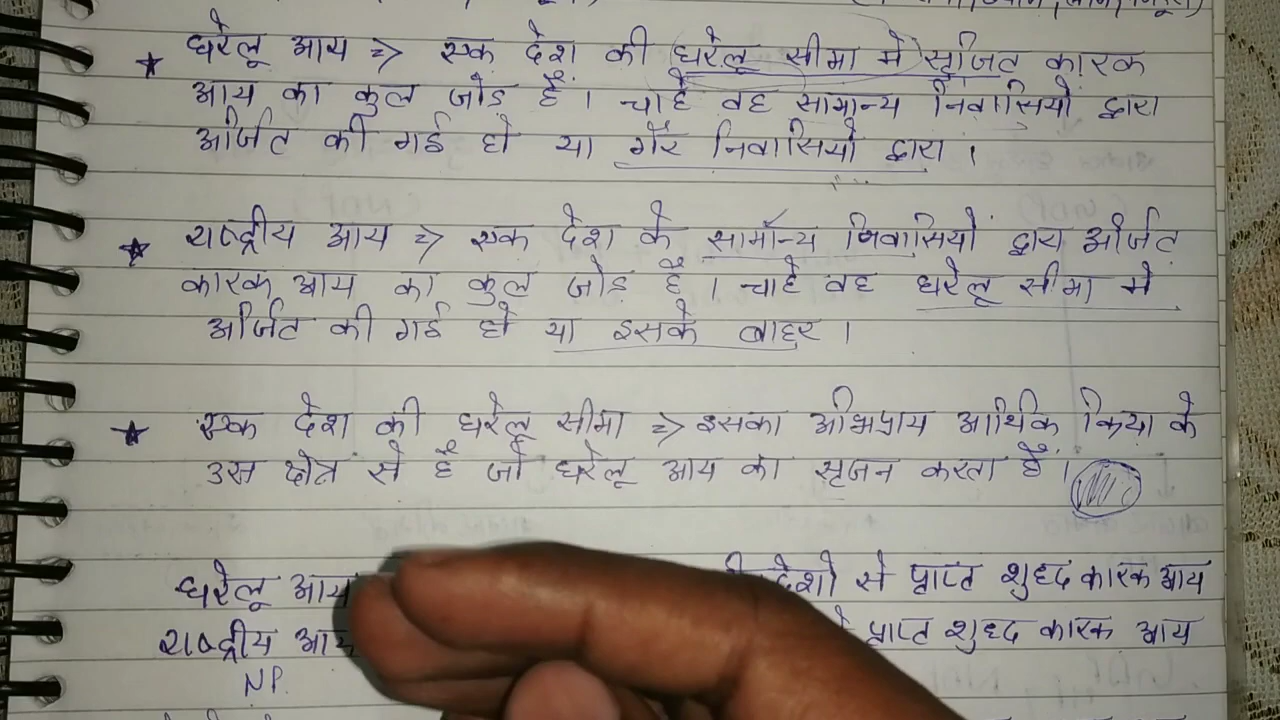 ★ घरेलू आय => एक देश की घरेलू सीमा में सृजित कारक
आय का कुल जोड है। चाहे वह सामान्य निवासियों द्वारा
अर्जित की गई हो या गैर निवासियों द्वारा।
★ राष्ट्रीय आय => एक देश के सामान्य निवासियों द्वारा अर्जित
कारक आय का कुल जोड है। चाहे वह घरेलू सीमा मे
अर्जित की गई हो या इसके बाहर।
★ एक देश की घरेलू सीमा => इसका अभिप्राय आर्थिक क्रिया के
उस क्षेत्र से है जो घरेलू आय का सृजन करता है।
घरेलू आय से प्राप्त शुद्ध कारक आय
राष्ट्रीय आय प्राप्त शुद्ध कारक आय
NP.